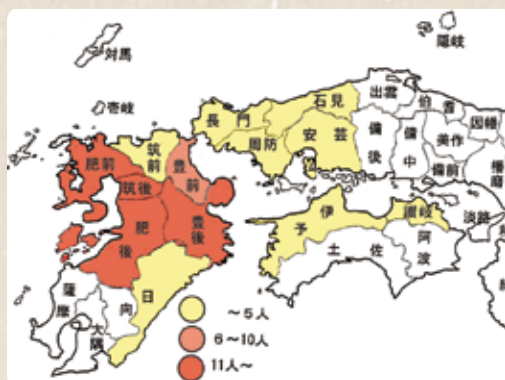 対馬
隠岐
壱岐
出雲
伯耆
因幡
石見
長門
安芸
周防
備後
備中
美作
備前
播磨
筑前
豊前
肥前
筑後
肥後
豊後
日向
薩摩
大隅
伊予
讃岐
土佐
阿波
淡路
～5人
6～10人
11人～